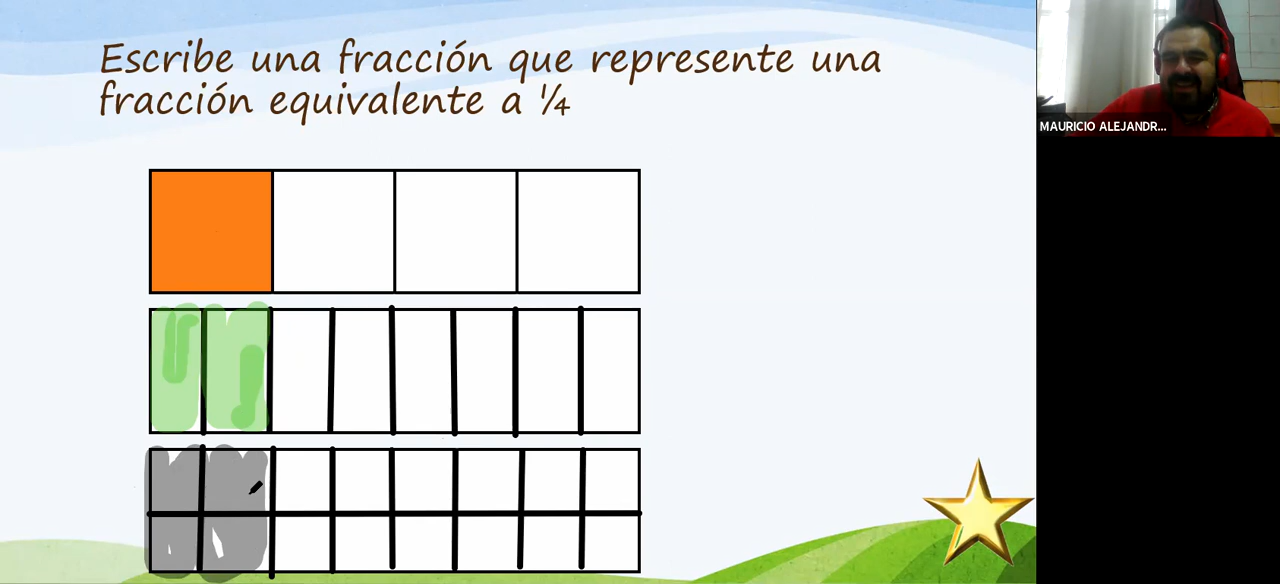 Escribe una fracción que represente una
fracción equivalente a ¼
MAURICIO ALEJANDR...